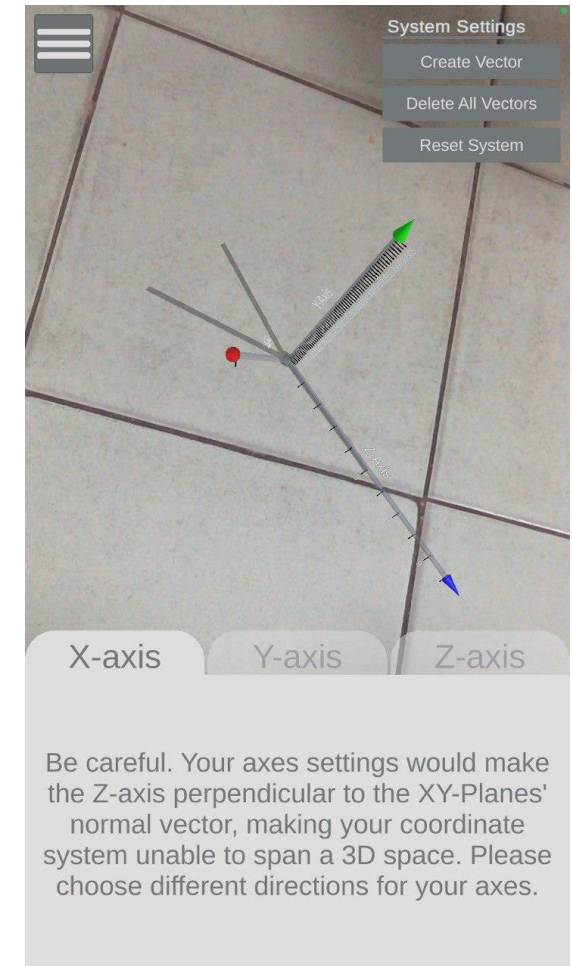 System Settings
Create Vector
Delete All Vectors
Reset System
Y-Axis
Z-Axis
X-axis
Y-axis
Z-axis
Be careful. Your axes settings would make
the Z-axis perpendicular to the XY-Planes'
normal vector, making your coordinate
system unable to span a 3D space. Please
choose different directions for your axes.